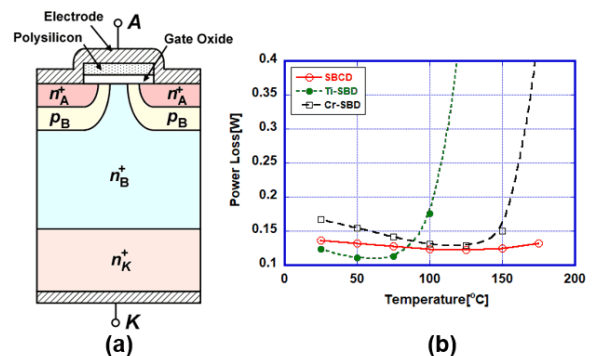 Electrode
A
Polysilicon
Gate Oxide
n+A
n+A
pB
pB
n+B
n+K
K
(a)
0.4
0.35
0.3
0.25
0.2
0.15
0.1
Power Loss[W]
SBCD
Ti-SBD
Cr-SBD
0 50 100 150 200
Temperature[°C]
(b)